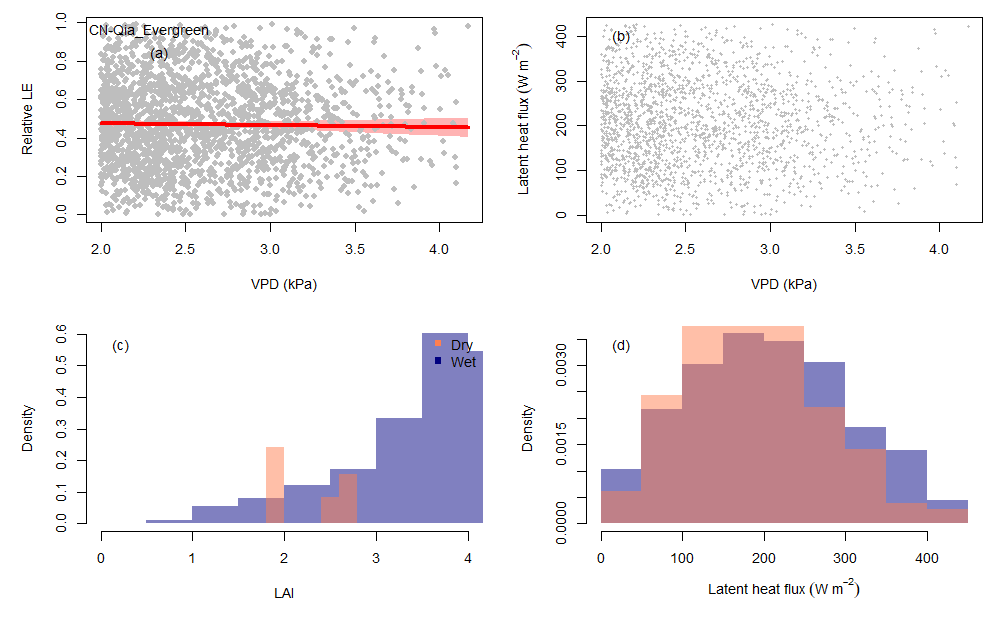 CN-Qia_Evergreen
(a)
Relative LE
0.0 0.2 0.4 0.6 0.8 1.0
2.0 2.5 3.0 3.5 4.0
VPD (kPa)
(b)
Latent heat flux (W m⁻²)
0 100 200 300 400
2.0 2.5 3.0 3.5 4.0
VPD (kPa)
(c)
Dry
Wet
Density
0.0 0.1 0.2 0.3 0.4 0.5 0.6
0 1 2 3 4
LAI
(d)
Density
0.0000 0.0015 0.0030
0 100 200 300 400
Latent heat flux (W m⁻²)